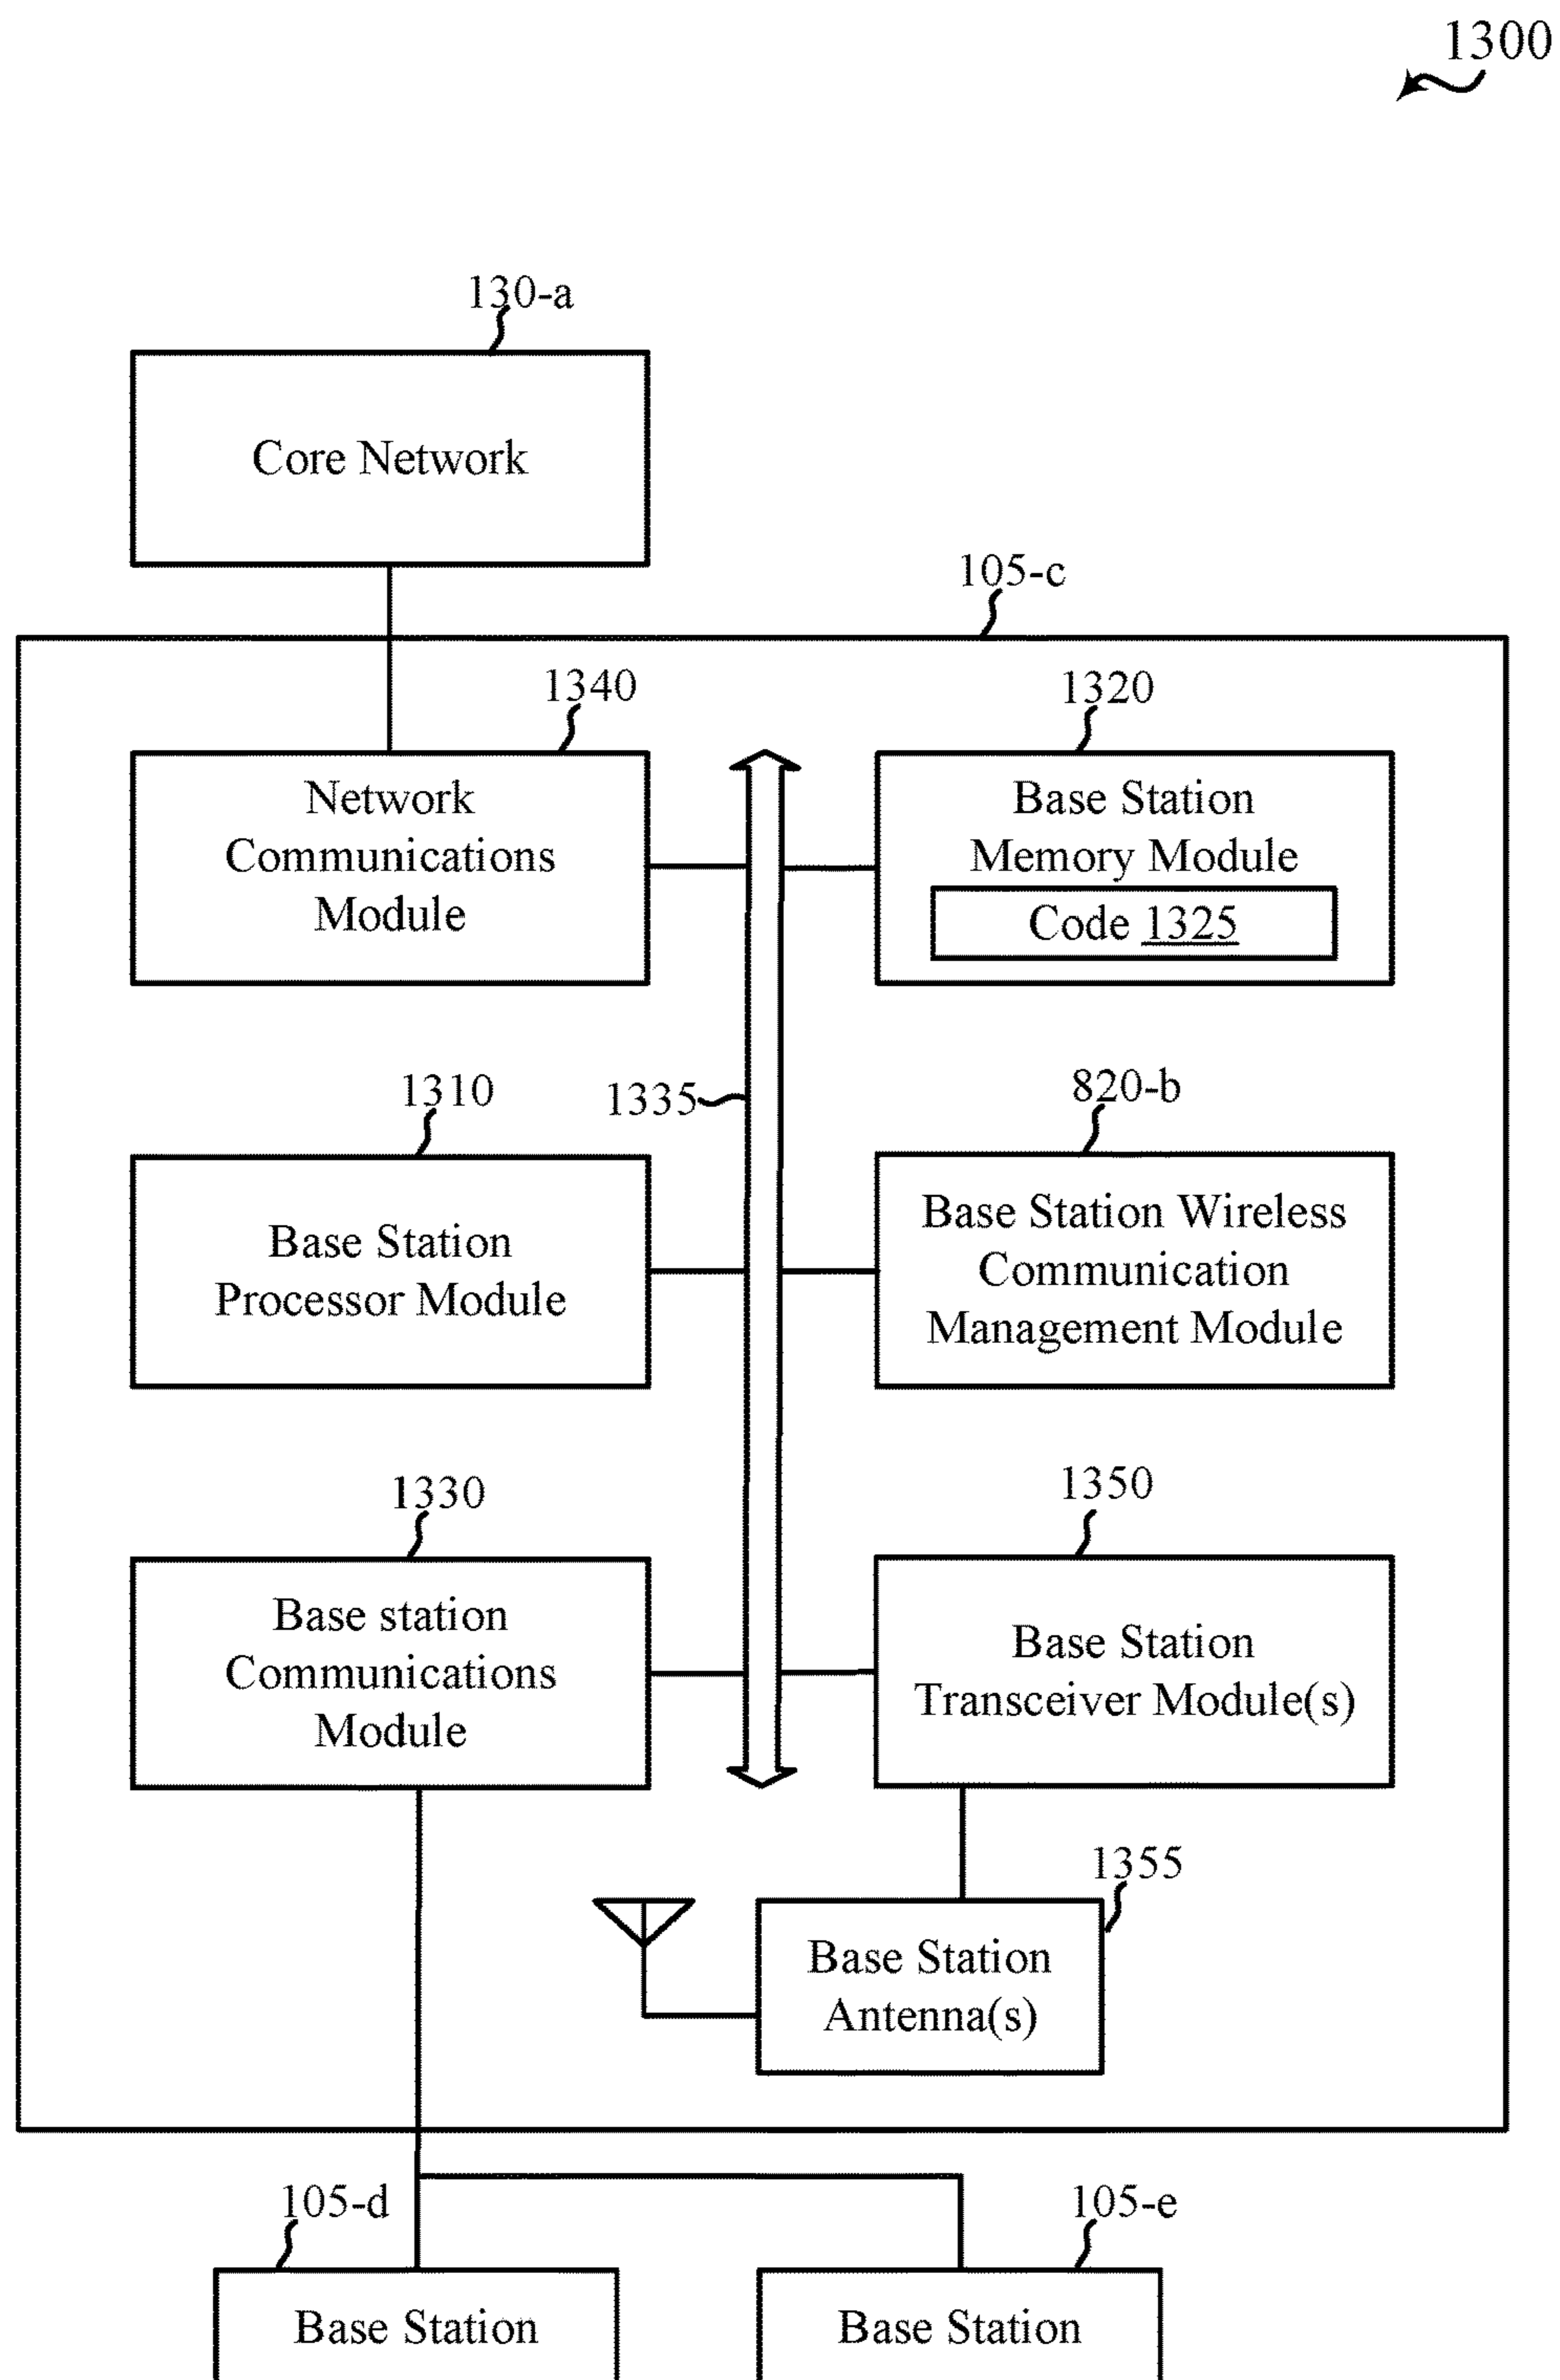 1300
130-a
Core Network
105-c
1340
Network
Communications
Module
1320
Base Station
Memory Module
Code 1325
1310
Base Station
Processor Module
1335
820-b
Base Station Wireless
Communication
Management Module
1330
Base station
Communications
Module
1350
Base Station
Transceiver Module(s)
1355
Base Station
Antenna(s)
105-d
Base Station
105-e
Base Station